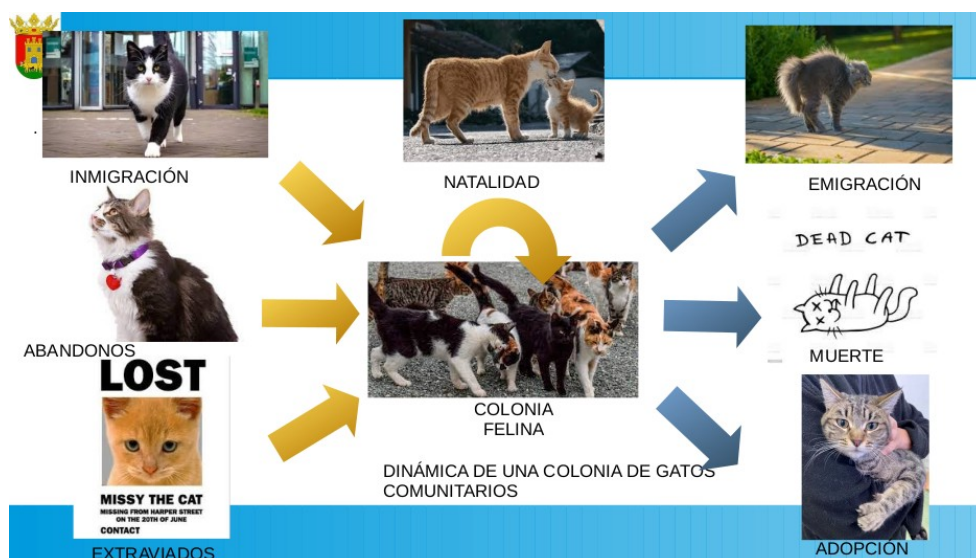 INMIGRACIÓN
NATALIDAD
EMIGRACIÓN
DEAD CAT
ABANDONOS
MUERTE
LOST
MISSY THE CAT
MISSING FROM HARPER STREET
ON THE 20TH OF JUNE
CONTACT
EXTRAVIADOS
COLONIA
FELINA
DINÁMICA DE UNA COLONIA DE GATOS
COMUNITARIOS
ADOPCIÓN